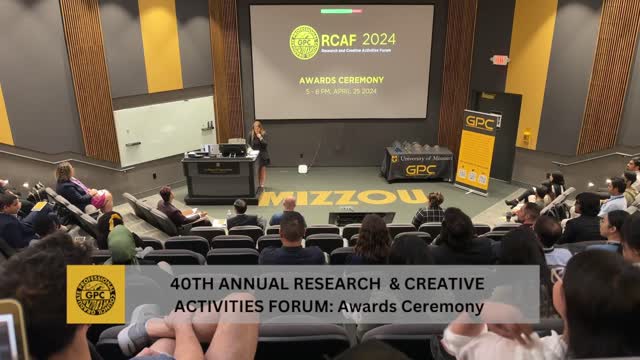 GPC
RCAF 2024
Research and Creative Activities Forum
AWARDS CEREMONY
5 - 6 PM, APRIL 25 2024
GPC
University of Missouri
GPC
MIZZOU
GPC
40TH ANNUAL RESEARCH & CREATIVE
ACTIVITIES FORUM: Awards Ceremony